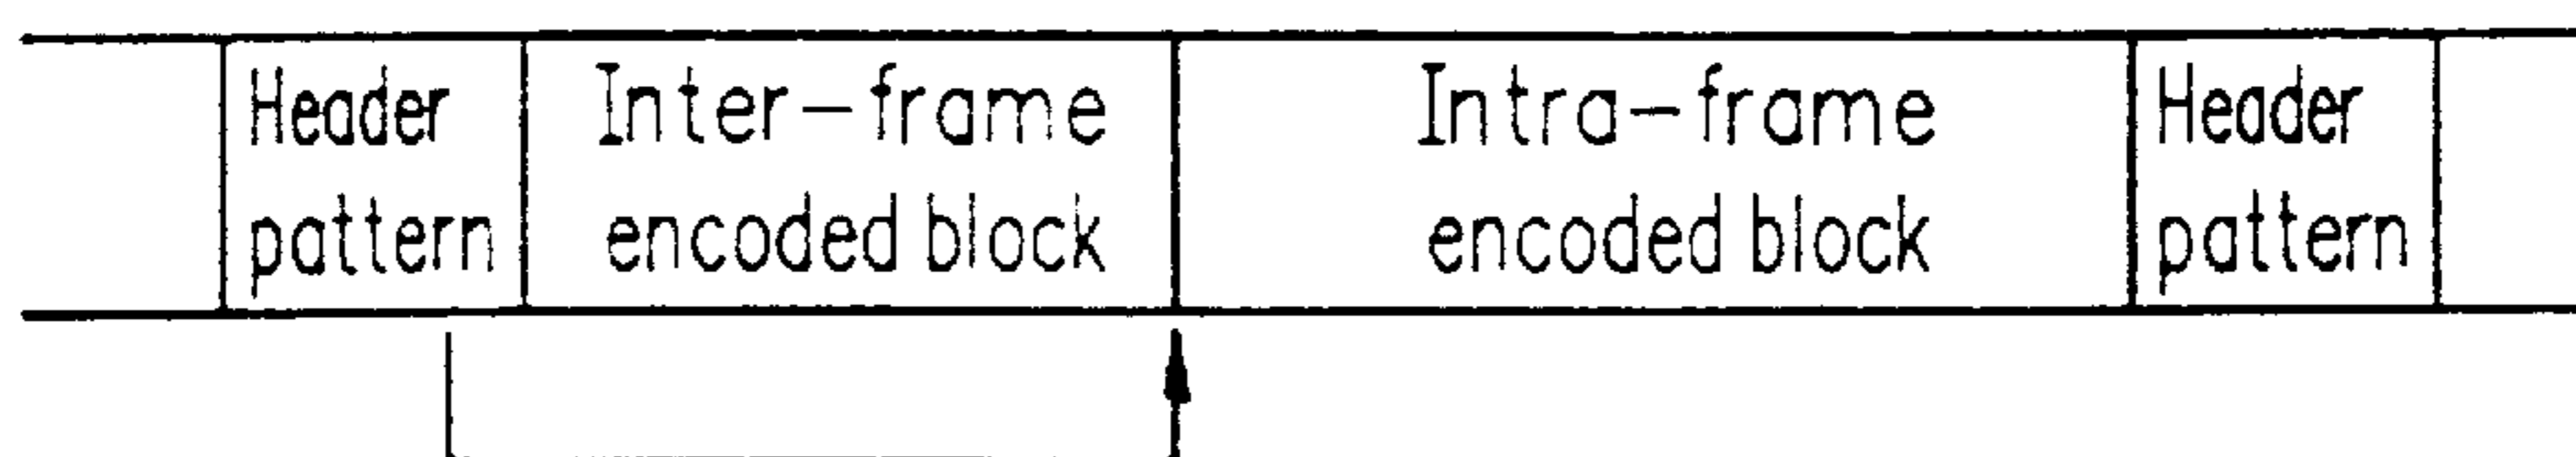 Header Inter-frame Intra-frame Header
pattern encoded block encoded block pattern